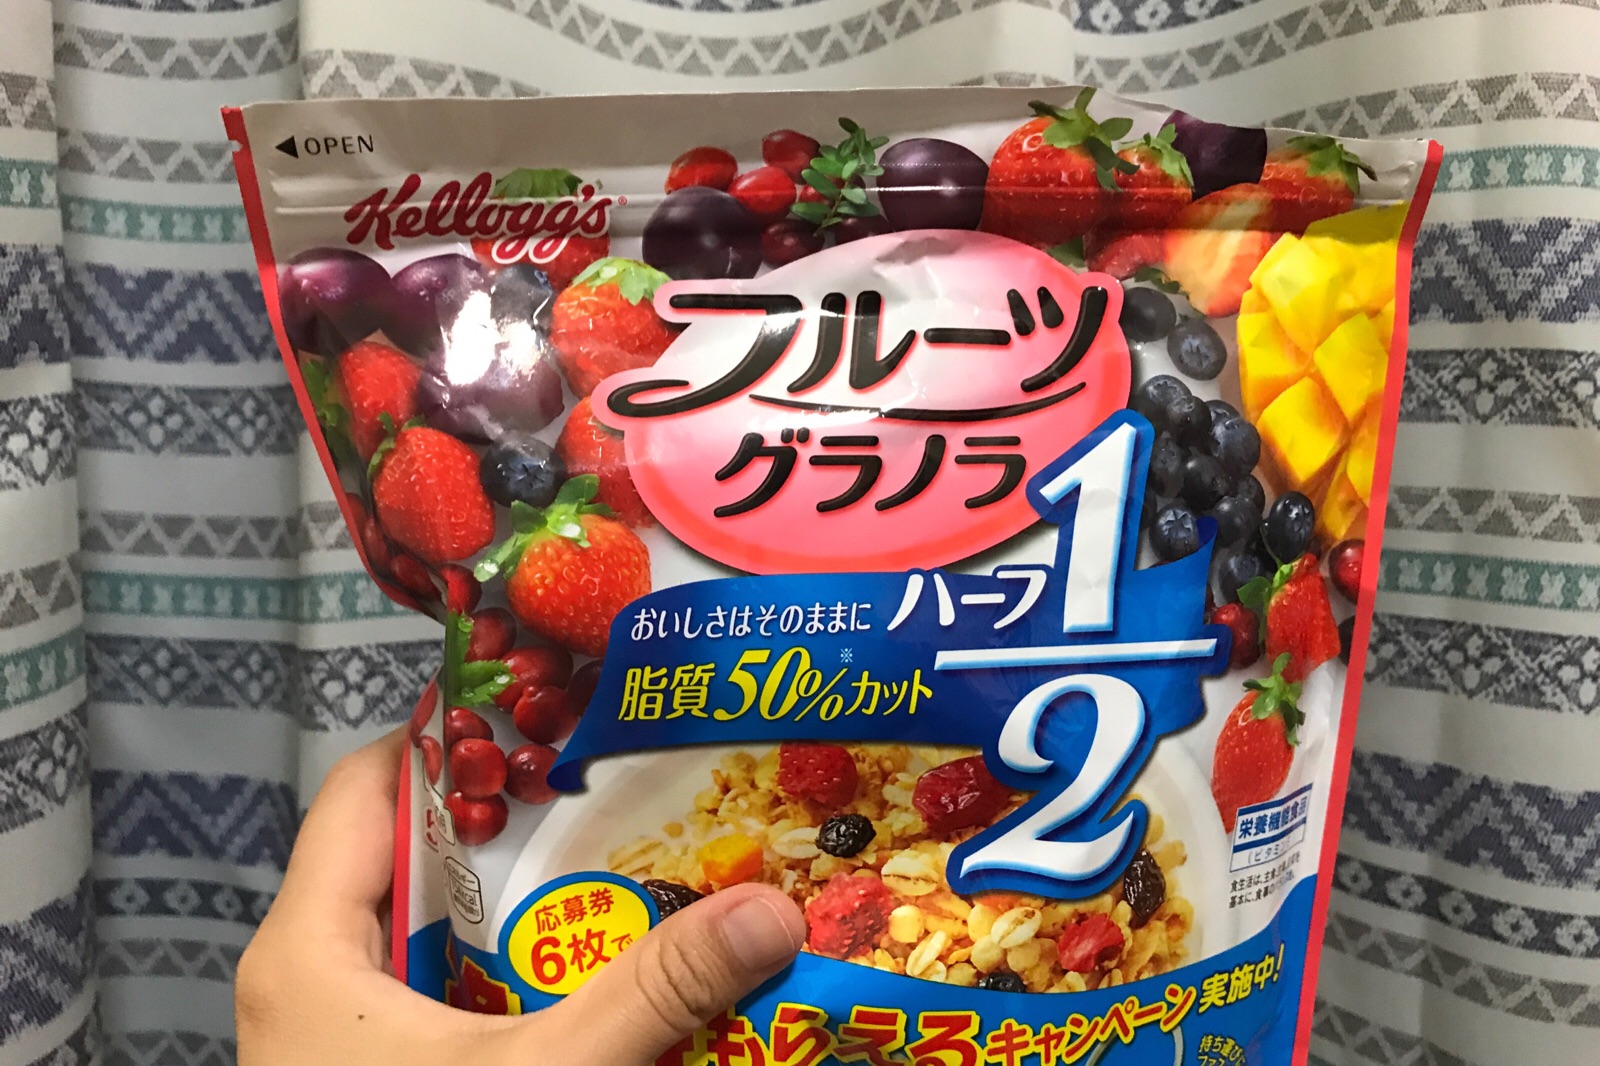 OPEN
Kellogg's
フルーツ
グラノラ
ハーフ 1/2
おいしさはそのままに
脂質50%※カット
栄養機能食品
応募券
6枚で
もらえるキャンペーン実施中!